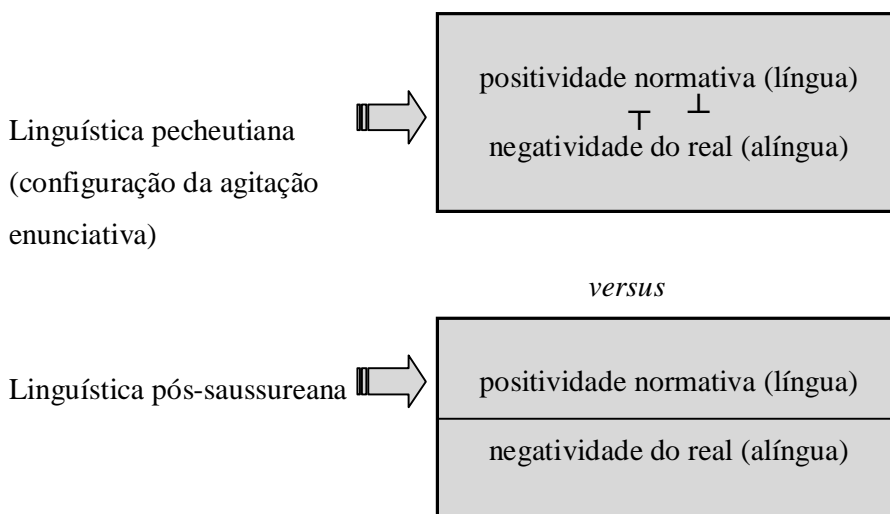 positividade normativa (língua)
Linguística pecheutiana
negatividade do real (alíngua)
(configuração da agitação
enunciativa)
versus
Linguística pós-saussureana
positividade normativa (língua)
negatividade do real (alíngua)